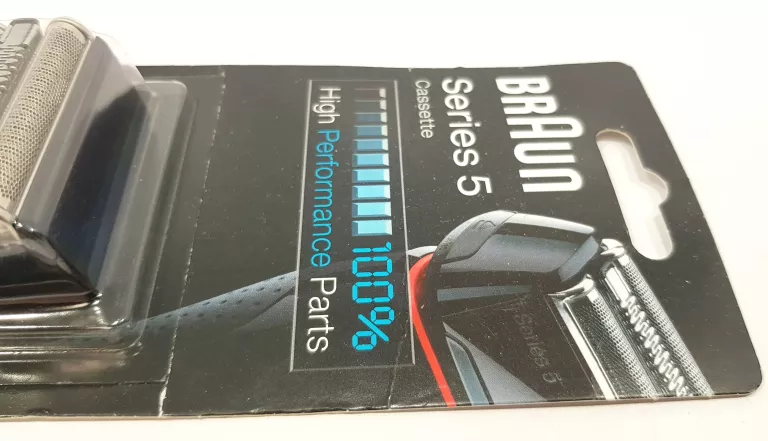 BRAUN
Series 5
Cassette
100%
High Performance Parts
Series 5